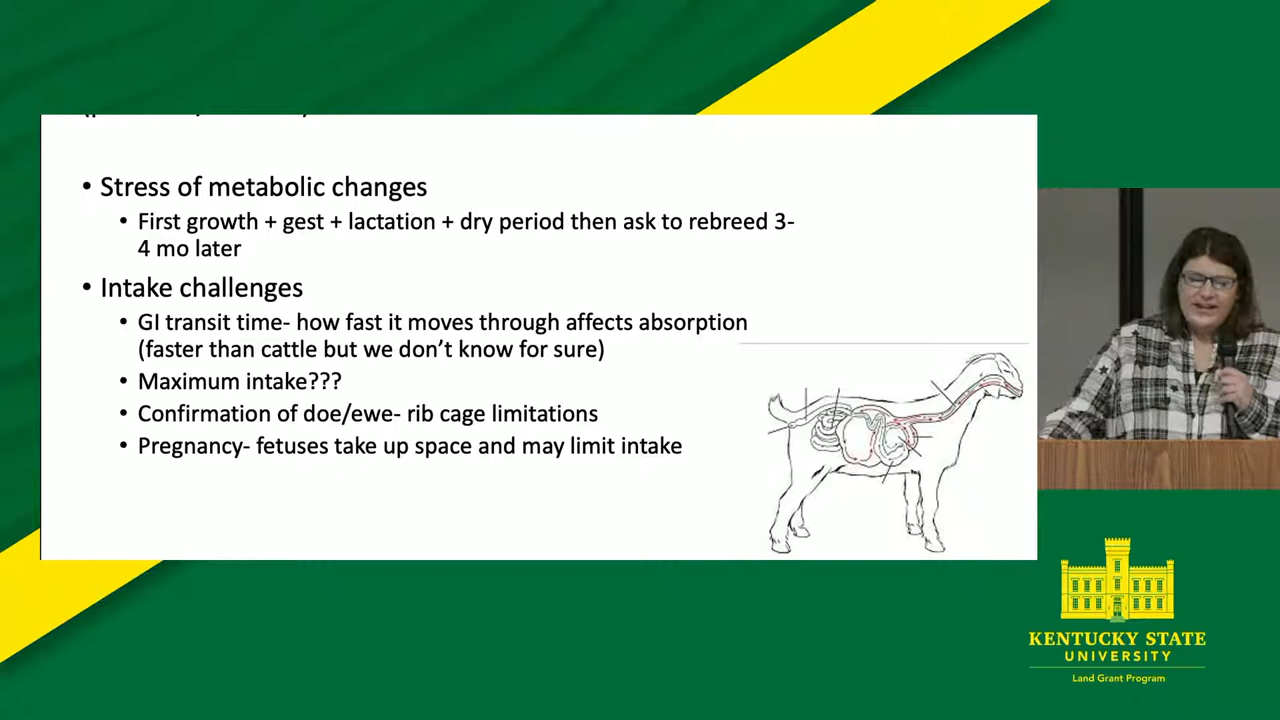 • Stress of metabolic changes
• First growth + gest + lactation + dry period then ask to rebreed 3-
4 mo later
• Intake challenges
• GI transit time- how fast it moves through affects absorption
(faster than cattle but we don't know for sure)
• Maximum intake???
• Confirmation of doe/ewe- rib cage limitations
• Pregnancy- fetuses take up space and may limit intake
KENTUCKY STATE
UNIVERSITY
Land Grant Program